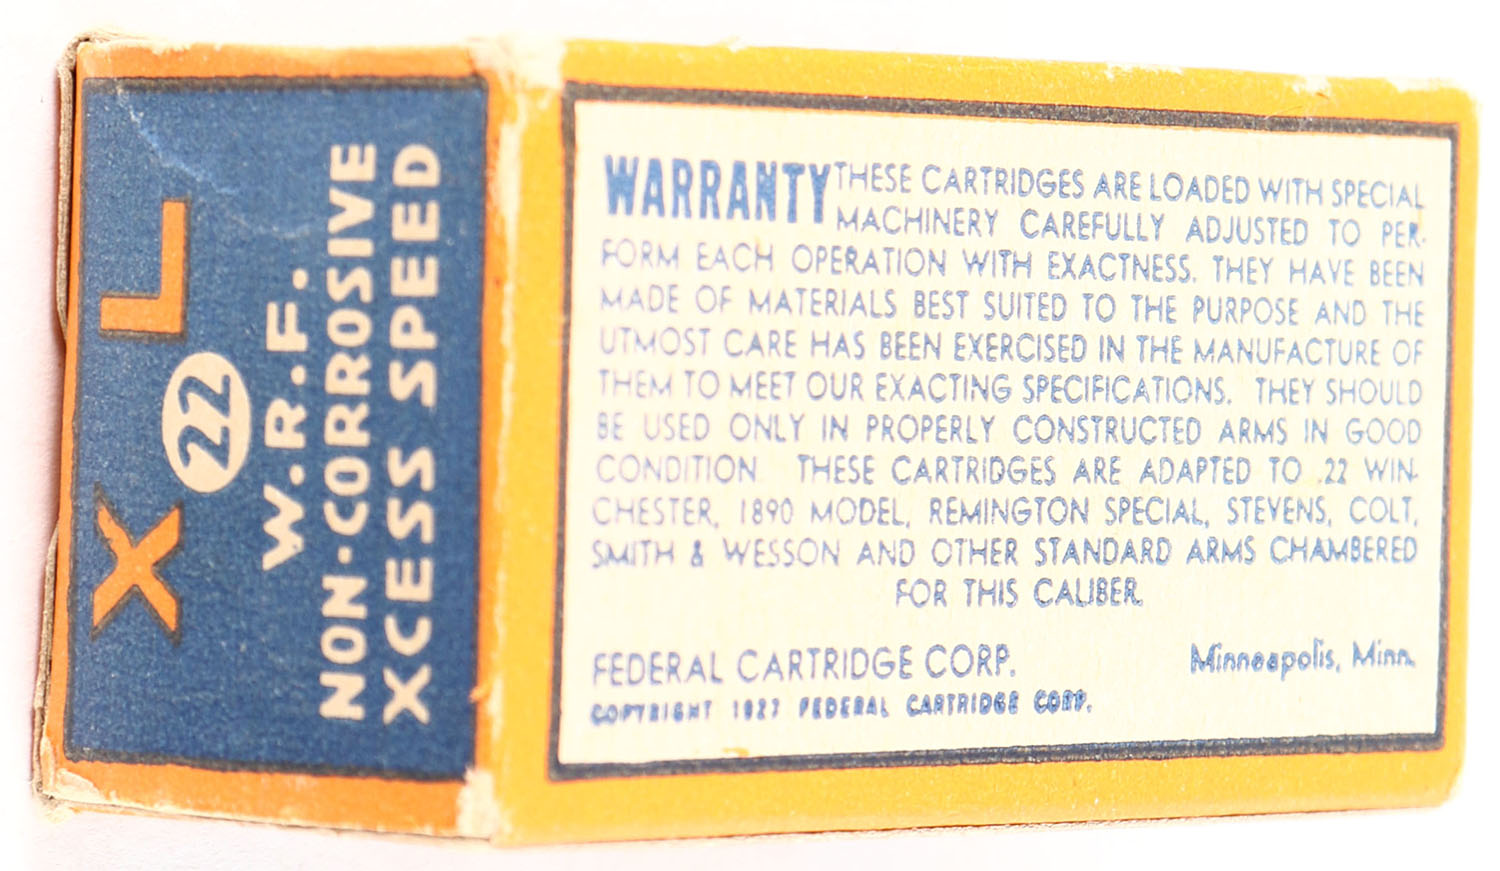 X 22 L
W.R.F.
NON-CORROSIVE
XCESS SPEED
WARRANTY THESE CARTRIDGES ARE LOADED WITH SPECIAL
MACHINERY CAREFULLY ADJUSTED TO PER-
FORM EACH OPERATION WITH EXACTNESS. THEY HAVE BEEN
MADE OF MATERIALS BEST SUITED TO THE PURPOSE AND THE
UTMOST CARE HAS BEEN EXERCISED IN THE MANUFACTURE OF
THEM TO MEET OUR EXACTING SPECIFICATIONS. THEY SHOULD
BE USED ONLY IN PROPERLY CONSTRUCTED ARMS IN GOOD
CONDITION THESE CARTRIDGES ARE ADAPTED TO .22 WIN-
CHESTER, 1890 MODEL, REMINGTON SPECIAL, STEVENS, COLT,
SMITH & WESSON AND OTHER STANDARD ARMS CHAMBERED
FOR THIS CALIBER.
FEDERAL CARTRIDGE CORP. Minneapolis, Minn.
COPYRIGHT 1927 FEDERAL CARTRIDGE CORP.